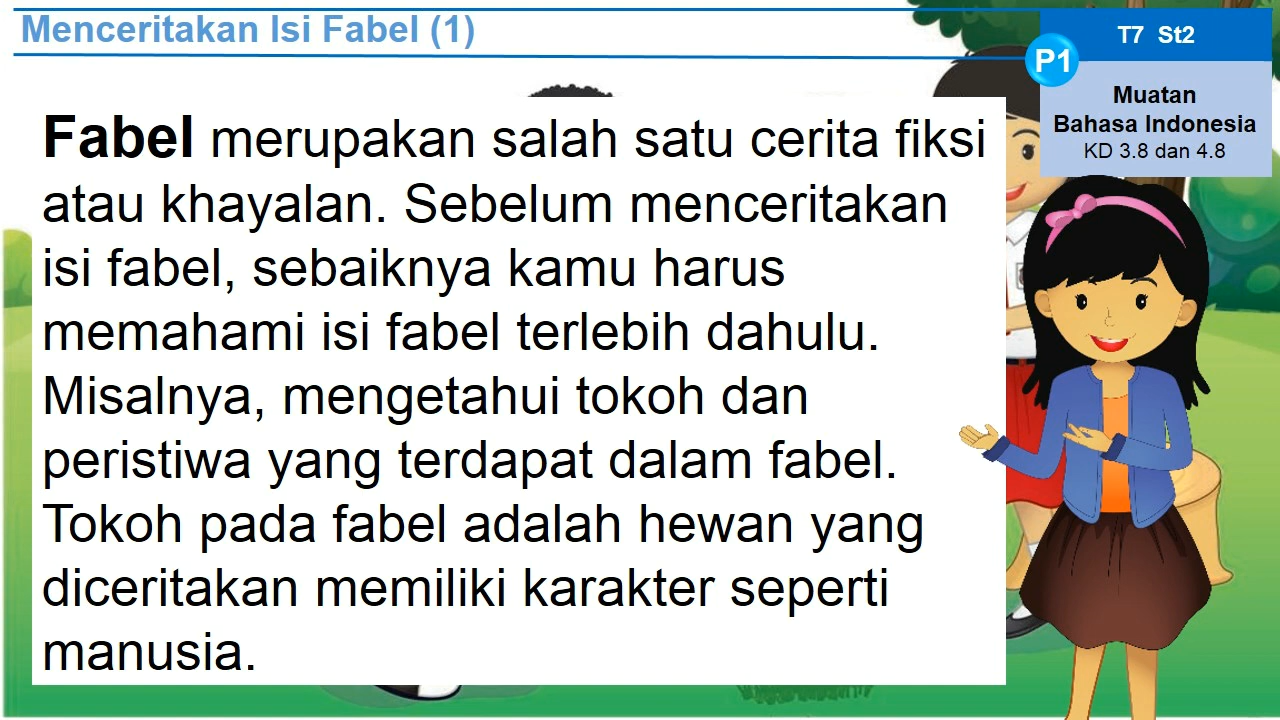 Menceritakan Isi Fabel (1)
T7 St2
P1
Muatan
Bahasa Indonesia
KD 3.8 dan 4.8
Fabel merupakan salah satu cerita fiksi
atau khayalan. Sebelum menceritakan
isi fabel, sebaiknya kamu harus
memahami isi fabel terlebih dahulu.
Misalnya, mengetahui tokoh dan
peristiwa yang terdapat dalam fabel.
Tokoh pada fabel adalah hewan yang
diceritakan memiliki karakter seperti
manusia.